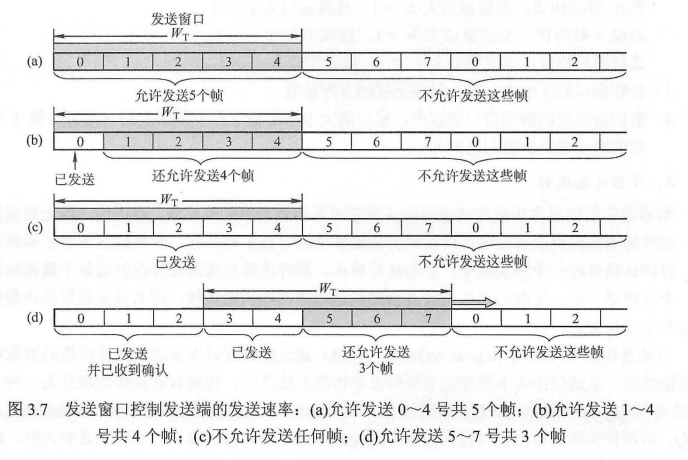 发送窗口
W_T
(a) 0 1 2 3 4 5 6 7 0 1 2
允许发送5个帧 不允许发送这些帧
W_T
(b) 0 1 2 3 4 5 6 7 0 1 2
已发送 还允许发送4个帧 不允许发送这些帧
W_T
(c) 0 1 2 3 4 5 6 7 0 1 2
已发送 不允许发送这些帧
W_T
(d) 0 1 2 3 4 5 6 7 0 1 2
已发送 已发送 还允许发送 不允许发送这些帧
并已收到确认 3个帧
图 3.7 发送窗口控制发送端的发送速率：(a)允许发送 0～4 号共 5 个帧；(b)允许发送 1～4
号共 4 个帧；(c)不允许发送任何帧；(d)允许发送 5～7 号共 3 个帧